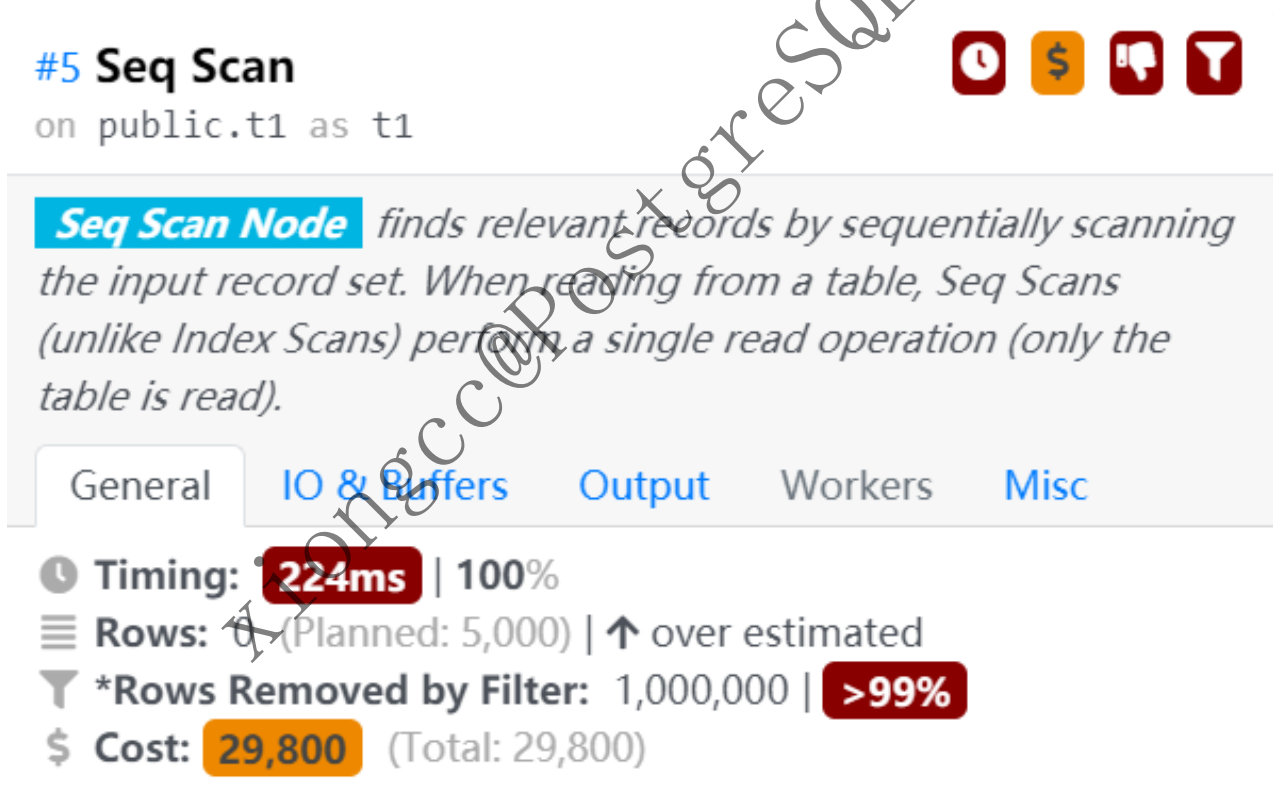 #5 Seq Scan
on public.t1 as t1
Seq Scan Node finds relevant records by sequentially scanning
the input record set. When reading from a table, Seq Scans
(unlike Index Scans) perform a single read operation (only the
table is read).
General IO & Buffers Output Workers Misc
Timing: 224ms | 100%
Rows: 0 (Planned: 5,000) | ↑ over estimated
*Rows Removed by Filter: 1,000,000 | >99%
$ Cost: 29,800 (Total: 29,800)
xiongcc@PostgreSQL